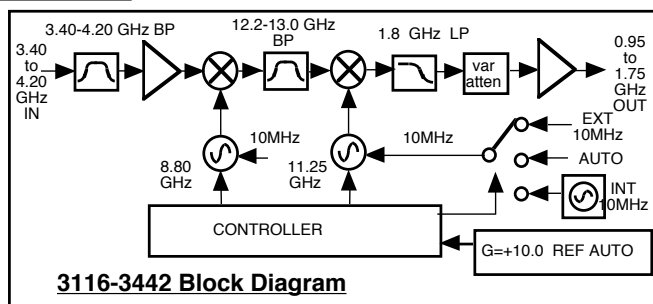 3.40-4.20 GHz BP
12.2-13.0 GHz
BP
1.8 GHz LP
3.40
to
4.20
GHz
IN
var
atten
0.95
to
1.75
GHz
OUT
10MHz
8.80
GHz
11.25
GHz
10MHz
EXT
10MHz
AUTO
INT
10MHz
CONTROLLER
G=+10.0 REF AUTO
3116-3442 Block Diagram